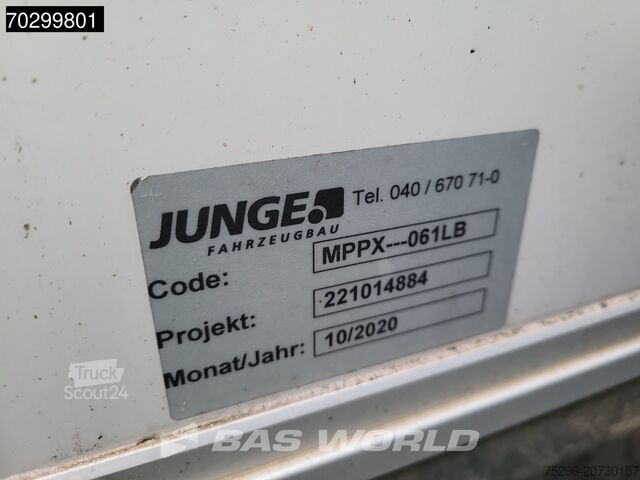 70299801
JUNGE
FAHRZEUGBAU
Tel. 040 / 670 71-0
Code: MPPX---061LB
Projekt: 221014884
Monat/Jahr: 10/2020
Truck
Scout24
BAS WORLD
75296-20730157